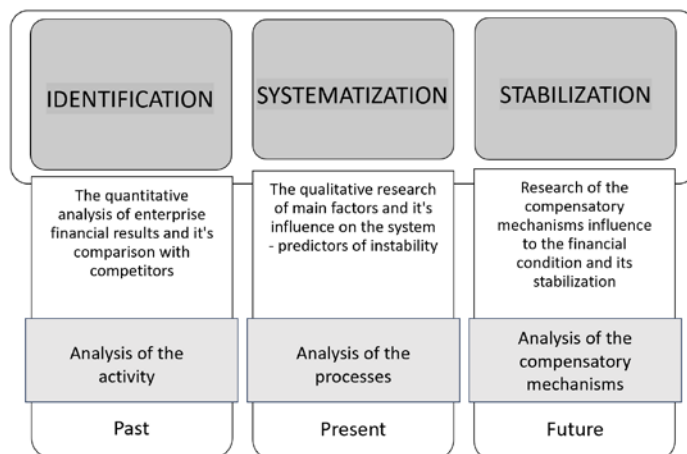 IDENTIFICATION
SYSTEMATIZATION
STABILIZATION
The quantitative
analysis of enterprise
financial results and it's
comparison with
competitors
The qualitative research
of main factors and it's
influence on the system
- predictors of instability
Research of the
compensatory
mechanisms influence
to the financial
condition and its
stabilization
Analysis of the
activity
Analysis of the
processes
Analysis of the
compensatory
mechanisms
Past
Present
Future